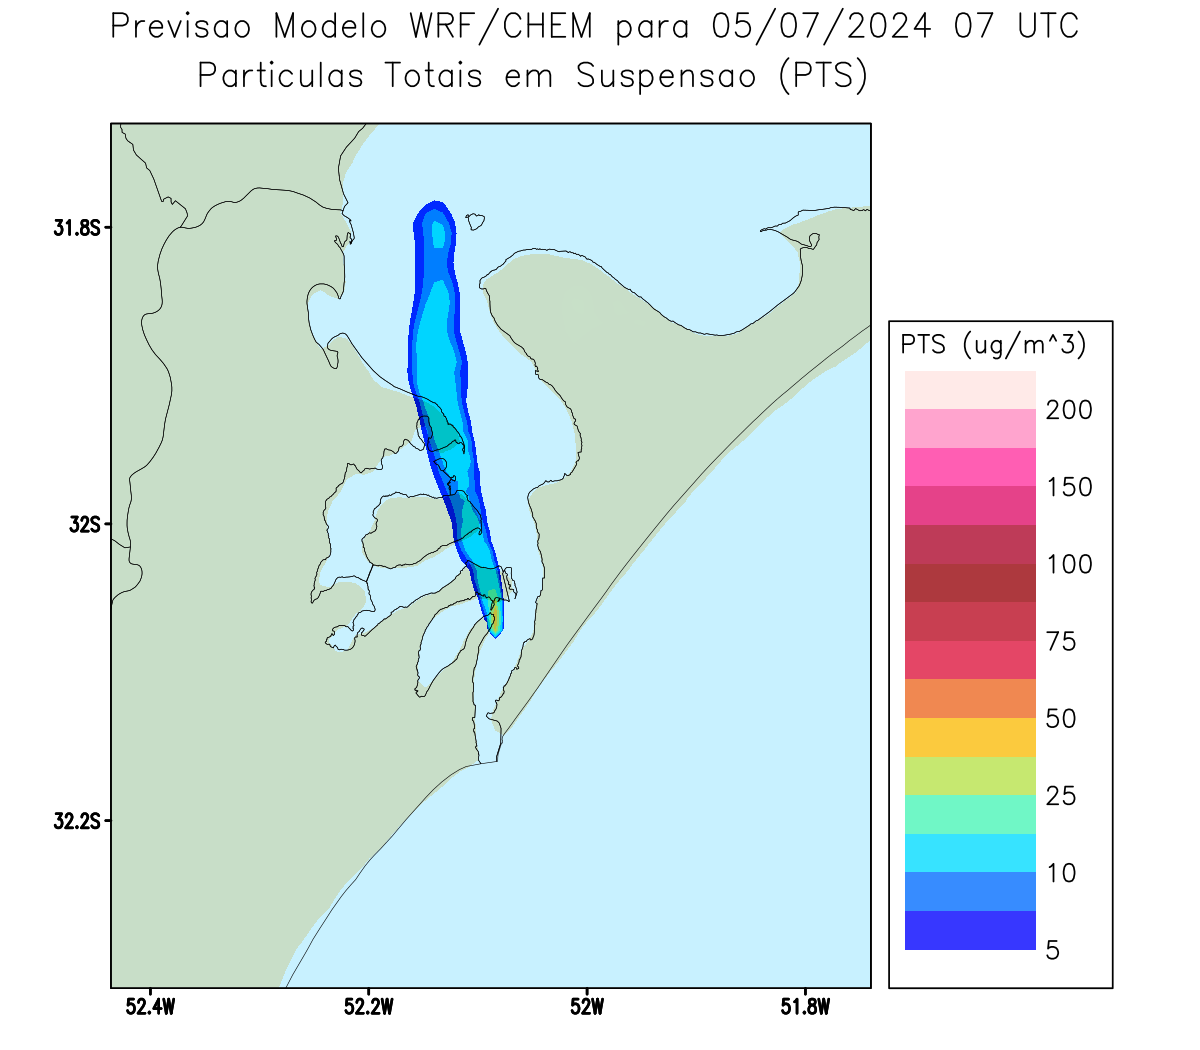 Previsao Modelo WRF/CHEM para 05/07/2024 07 UTC
Particulas Totais em Suspensao (PTS)
31.8S
32S
32.2S
52.4W
52.2W
52W
51.8W
PTS (ug/m^3)
200
150
100
75
50
25
10
5